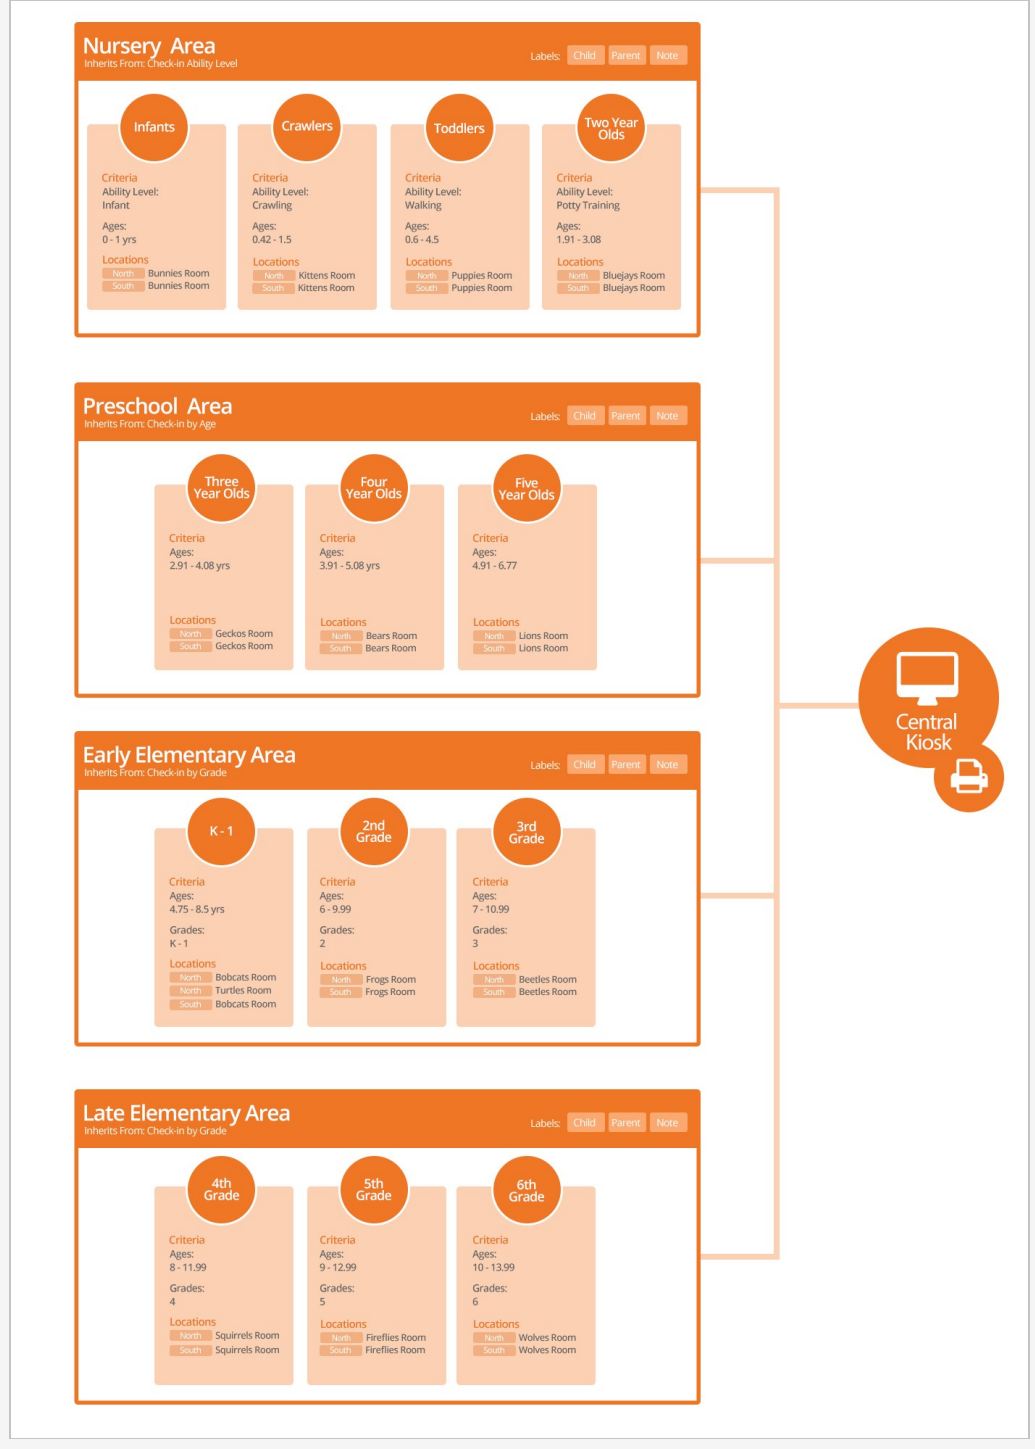 Nursery Area
Inherits From: Check-in Ability Level
Labels: Child Parent Note
Infants
Criteria
Ability Level:
Infant
Ages:
0 - 1 yrs
Locations
North Bunnies Room
South Bunnies Room
Crawlers
Criteria
Ability Level:
Crawling
Ages:
0.42 - 1.5
Locations
North Kittens Room
South Kittens Room
Toddlers
Criteria
Ability Level:
Walking
Ages:
0.6 - 4.5
Locations
North Puppies Room
South Puppies Room
Two Year
Olds
Criteria
Ability Level:
Potty Training
Ages:
1.91 - 3.08
Locations
North Bluejays Room
South Bluejays Room
Preschool Area
Inherits From: Check-in by Age
Labels: Child Parent Note
Three
Year Olds
Criteria
Ages:
2.91 - 4.08 yrs
Locations
North Geckos Room
South Geckos Room
Four
Year Olds
Criteria
Ages:
3.91 - 5.08 yrs
Locations
North Bears Room
South Bears Room
Five
Year Olds
Criteria
Ages:
4.91 - 6.77
Locations
North Lions Room
South Lions Room
Early Elementary Area
Inherits From: Check-in by Grade
Labels: Child Parent Note
K - 1
Criteria
Ages:
4.75 - 8.5 yrs
Grades:
K - 1
Locations
North Bobcats Room
North Turtles Room
South Bobcats Room
2nd
Grade
Criteria
Ages:
6 - 9.99
Grades:
2
Locations
North Frogs Room
South Frogs Room
3rd
Grade
Criteria
Ages:
7 - 10.99
Grades:
3
Locations
North Beetles Room
South Beetles Room
Late Elementary Area
Inherits From: Check-in by Grade
Labels: Child Parent Note
4th
Grade
Criteria
Ages:
8 - 11.99
Grades:
4
Locations
North Squirrels Room
South Squirrels Room
5th
Grade
Criteria
Ages:
9 - 12.99
Grades:
5
Locations
North Fireflies Room
South Fireflies Room
6th
Grade
Criteria
Ages:
10 - 13.99
Grades:
6
Locations
North Wolves Room
South Wolves Room
Central
Kiosk